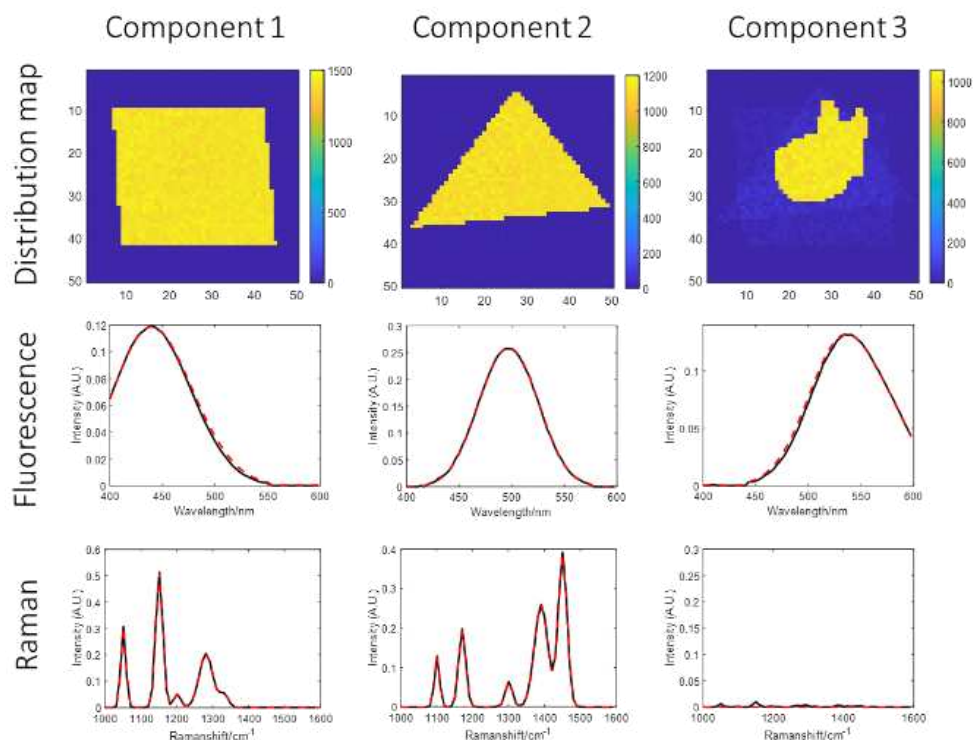 Component 1 Component 2 Component 3
Distribution map
10
20
30
40
50
10 20 30 40 50
1500
1000
500
0
10
20
30
40
50
10 20 30 40 50
1200
1000
800
600
400
200
0
10
20
30
40
50
10 20 30 40 50
1000
800
600
400
200
0
Fluorescence
Intensity (A.U.)
0.12
0.1
0.08
0.06
0.04
0.02
0
400 450 500 550 600
Wavelength/nm
Intensity (A.U.)
0.3
0.25
0.2
0.15
0.1
0.05
0
400 450 500 550 600
Wavelength/nm
Intensity (A.U.)
0.1
0.05
0
400 450 500 550 600
Wavelength/nm
Raman
Intensity (A.U.)
0.6
0.5
0.4
0.3
0.2
0.1
0
1000 1100 1200 1300 1400 1500 1600
Ramanshift/cm-1
Intensity (A.U.)
0.4
0.3
0.2
0.1
0
1000 1100 1200 1300 1400 1500 1600
Ramanshift/cm-1
Intensity (A.U.)
0.3
0.25
0.2
0.15
0.1
0.05
0
1000 1200 1400 1600
Ramanshift/cm-1